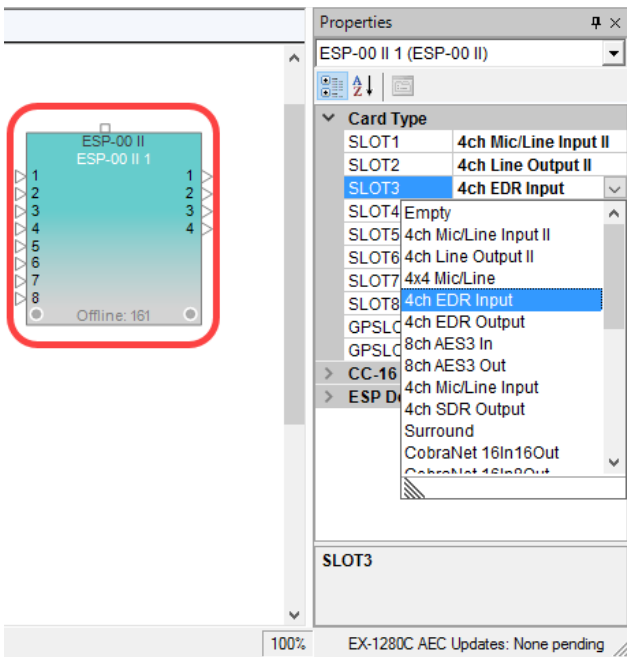 Properties
ESP-00 II 1 (ESP-00 II)
Card Type
SLOT1 4ch Mic/Line Input II
SLOT2 4ch Line Output II
SLOT3 4ch EDR Input
SLOT4
SLOT5
SLOT6
SLOT7
SLOT8
GPSLO
GPSLO
CC-16
ESP De
Empty
4ch Mic/Line Input II
4ch Line Output II
4x4 Mic/Line
4ch EDR Input
4ch EDR Output
8ch AES3 In
8ch AES3 Out
4ch Mic/Line Input
4ch SDR Output
Surround
CobraNet 16In16Out
CobraNet 16In8Out
ESP-00 II
ESP-00 II 1
1 1
2 2
3 3
4 4
5
6
7
8
Offline: 161
SLOT3
100% EX-1280C AEC Updates: None pending